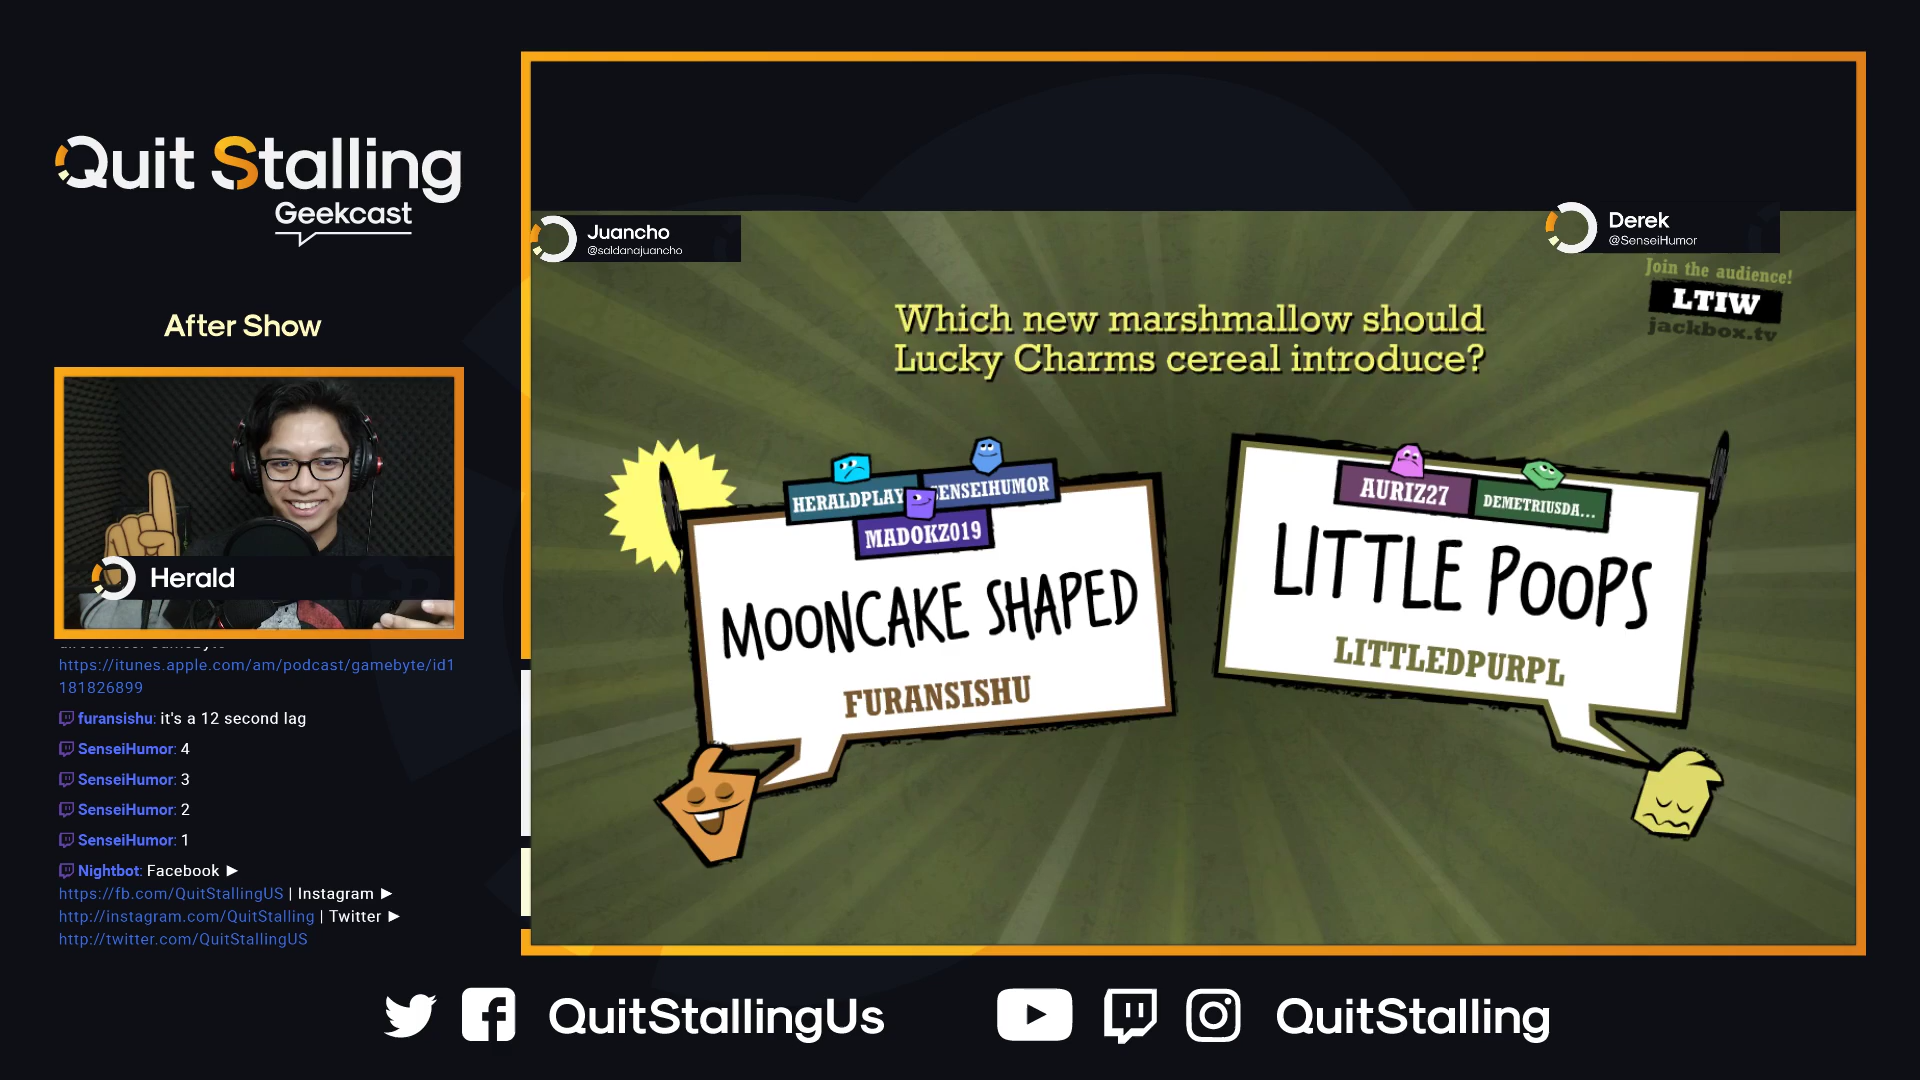 Quit Stalling
Geekcast
After Show
Herald
https://itunes.apple.com/am/podcast/gamebyte/id1
181826899
furansishu: it's a 12 second lag
SenseiHumor: 4
SenseiHumor: 3
SenseiHumor: 2
SenseiHumor: 1
Nightbot: Facebook ►
https://fb.com/QuitStallingUS | Instagram ►
http://instagram.com/QuitStalling | Twitter ►
http://twitter.com/QuitStallingUS
Juancho
@saldanajuancho
Derek
@SenseiHumor
Join the audience!
LTIW
jackbox.tv
Which new marshmallow should
Lucky Charms cereal introduce?
HERALDPLAY
SENSEIHUMOR
MADOKZ019
MOONCAKE SHAPED
FURANSISHU
AURIZ27
DEMETRIUSDA...
LITTLE POOPS
LITTLEDPURPL
QuitStallingUs
QuitStalling